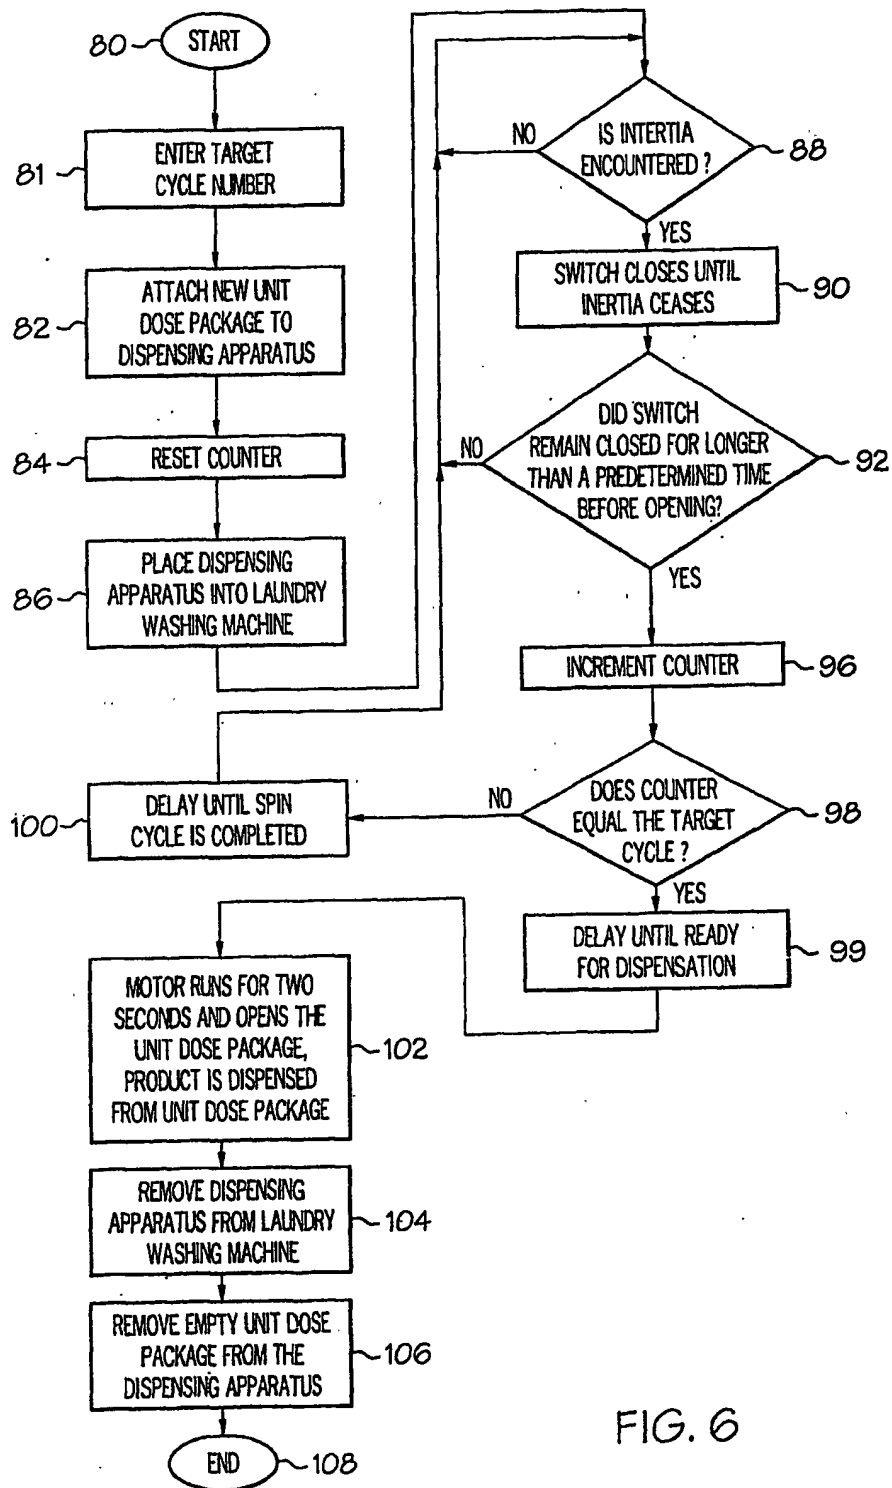 80
START
81
ENTER TARGET
CYCLE NUMBER
82
ATTACH NEW UNIT
DOSE PACKAGE TO
DISPENSING APPARATUS
84
RESET COUNTER
86
PLACE DISPENSING
APPARATUS INTO LAUNDRY
WASHING MACHINE
NO
IS INTERTIA
ENCOUNTERED ?
88
YES
SWITCH CLOSES UNTIL
INERTIA CEASES
90
NO
DID SWITCH
REMAIN CLOSED FOR LONGER
THAN A PREDETERMINED TIME
BEFORE OPENING?
92
YES
INCREMENT COUNTER
96
NO
DOES COUNTER
EQUAL THE TARGET
CYCLE ?
98
YES
100
DELAY UNTIL SPIN
CYCLE IS COMPLETED
DELAY UNTIL READY
FOR DISPENSATION
99
MOTOR RUNS FOR TWO
SECONDS AND OPENS THE
UNIT DOSE PACKAGE,
PRODUCT IS DISPENSED
FROM UNIT DOSE PACKAGE
102
REMOVE DISPENSING
APPARATUS FROM LAUNDRY
WASHING MACHINE
104
REMOVE EMPTY UNIT DOSE
PACKAGE FROM THE
DISPENSING APPARATUS
106
END
108
FIG. 6